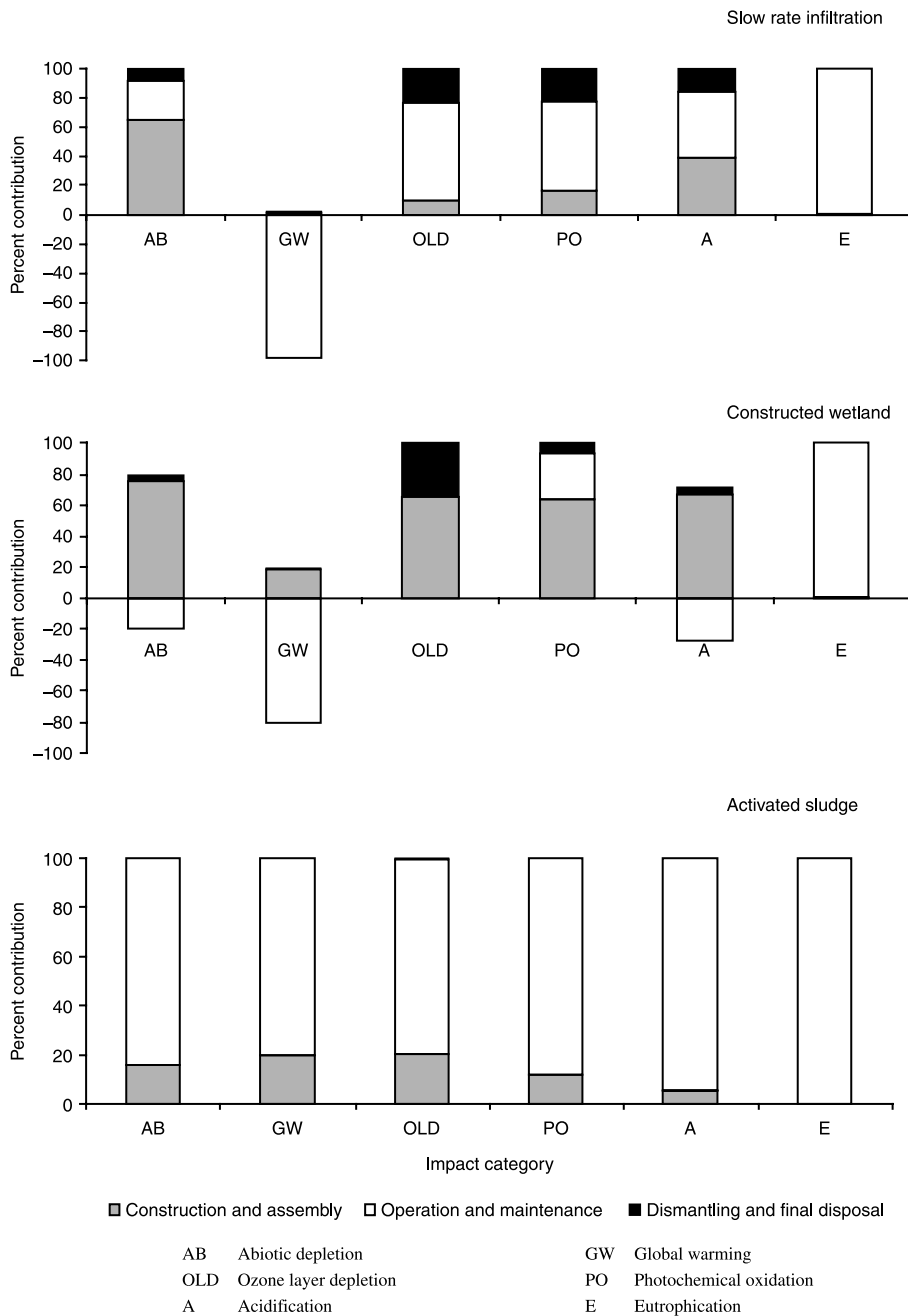 Slow rate infiltration
Percent contribution
100
80
60
40
20
0
−20
−40
−60
−80
−100
AB GW OLD PO A E
Constructed wetland
Percent contribution
100
80
60
40
20
0
−20
−40
−60
−80
−100
AB GW OLD PO A E
Activated sludge
Percent contribution
100
80
60
40
20
0
AB GW OLD PO A E
Impact category
Construction and assembly Operation and maintenance Dismantling and final disposal
AB Abiotic depletion GW Global warming
OLD Ozone layer depletion PO Photochemical oxidation
A Acidification E Eutrophication